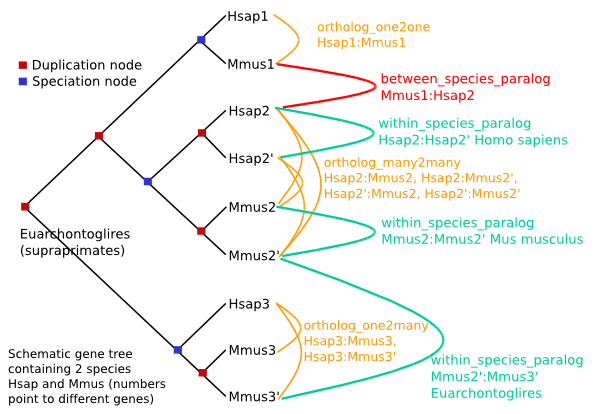 Hsap1
ortholog_one2one
Hsap1:Mmus1
Duplication node
Speciation node
Mmus1
between_species_paralog
Mmus1:Hsap2
Hsap2
within_species_paralog
Hsap2:Hsap2' Homo sapiens
Hsap2'
ortholog_many2many
Hsap2:Mmus2, Hsap2:Mmus2',
Hsap2':Mmus2, Hsap2':Mmus2'
Mmus2
within_species_paralog
Mmus2:Mmus2' Mus musculus
Euarchontoglires
(supraprimates)
Mmus2'
Hsap3
ortholog_one2many
Hsap3:Mmus3,
Hsap3:Mmus3'
Mmus3
within_species_paralog
Mmus2':Mmus3'
Euarchontoglires
Mmus3'
Schematic gene tree
containing 2 species
Hsap and Mmus (numbers
point to different genes)